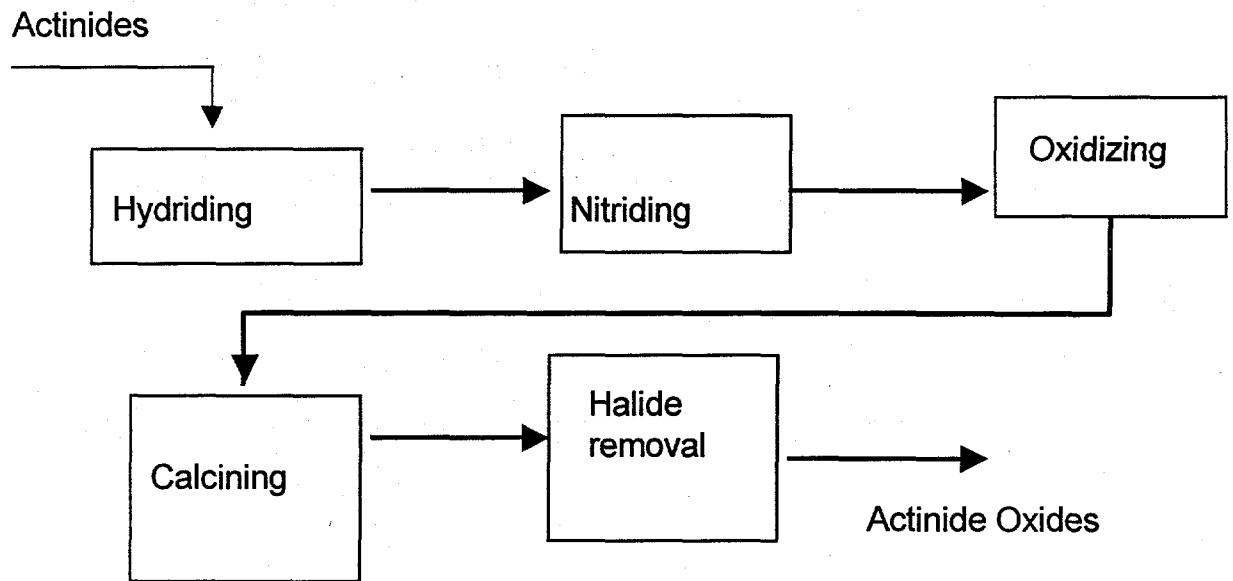 Actinides
Hydriding
Nitriding
Oxidizing
Calcining
Halide
removal
Actinide Oxides